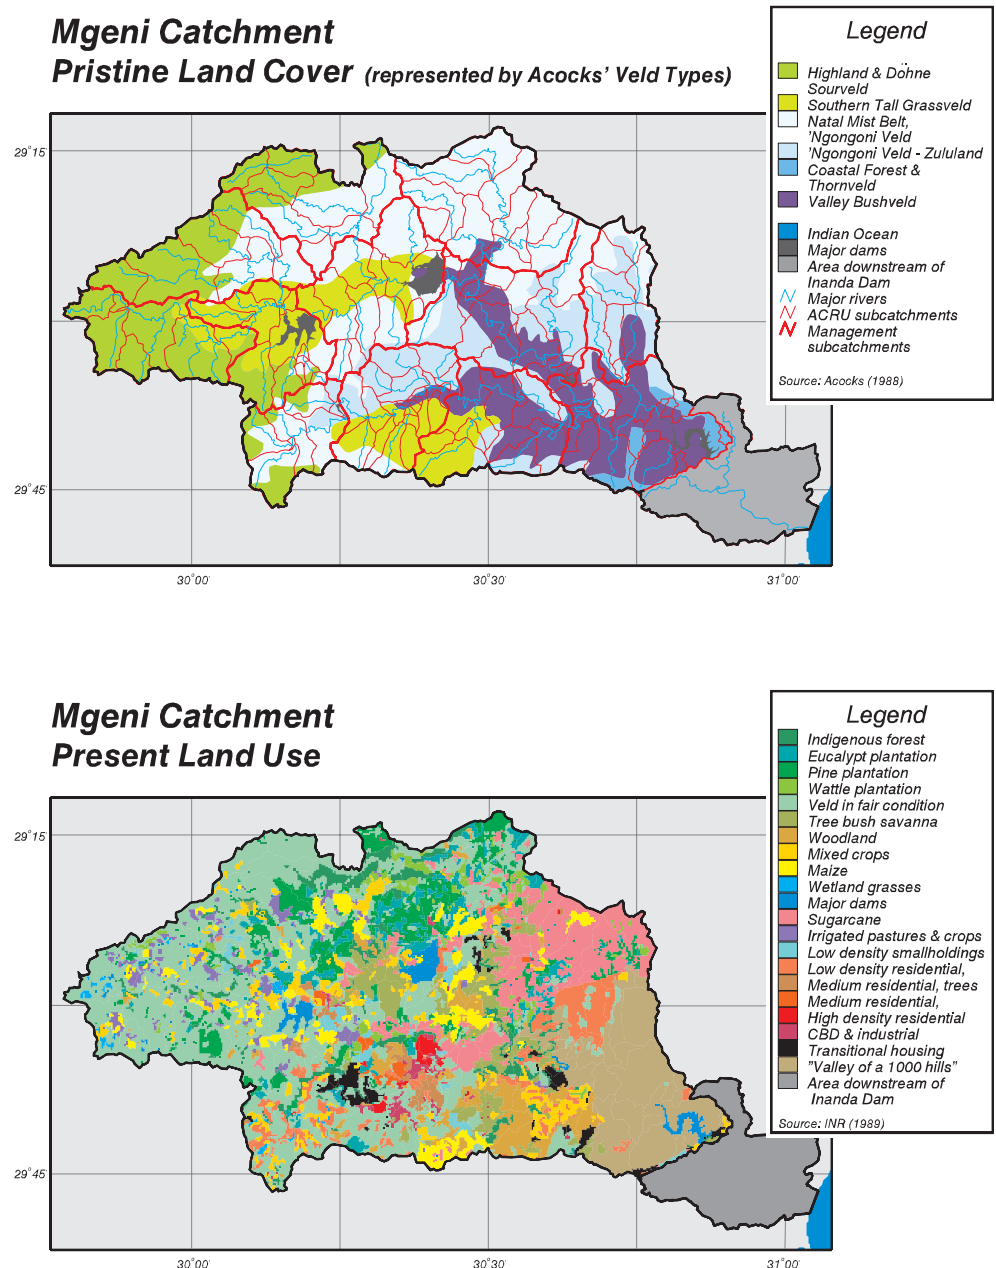 Mgeni Catchment
Pristine Land Cover (represented by Acocks' Veld Types)
Legend
Highland & Dohne
Sourveld
Southern Tall Grassveld
Natal Mist Belt,
'Ngongoni Veld
'Ngongoni Veld - Zululand
Coastal Forest &
Thornveld
Valley Bushveld
Indian Ocean
Major dams
Area downstream of
Inanda Dam
Major rivers
ACRU subcatchments
Management
subcatchments
Source: Acocks (1988)
29°15'
29°45'
30°00'
30°30'
31°00'
Mgeni Catchment
Present Land Use
Legend
Indigenous forest
Eucalypt plantation
Pine plantation
Wattle plantation
Veld in fair condition
Tree bush savanna
Woodland
Mixed crops
Maize
Wetland grasses
Major dams
Sugarcane
Irrigated pastures & crops
Low density smallholdings
Low density residential,
Medium residential, trees
Medium residential,
High density residential
CBD & industrial
Transitional housing
"Valley of a 1000 hills"
Area downstream of
Inanda Dam
Source: INR (1989)
29°15'
29°45'
30°00'
30°30'
31°00'